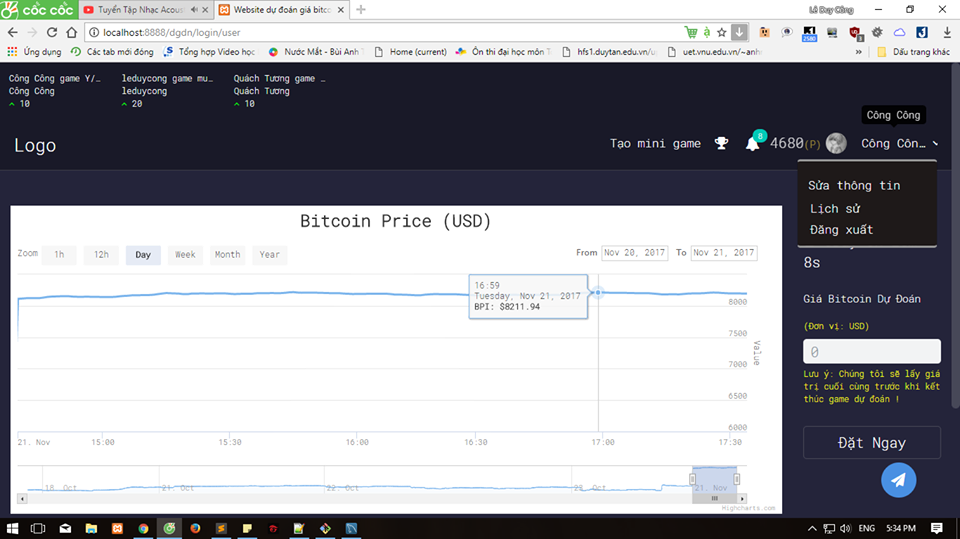 cốc cốc
Tuyển Tập Nhạc Acous
Website dự đoán giá bitco
Lê Duy Công
localhost:8888/dgdn/login/user
2580
Ứng dụng
Các tab mới đóng
Tổng hợp Video học
Nước Mắt - Bùi Anh
Home (current)
Ôn thi đại học môn T
hfs1.duytan.edu.vn/u
uet.vnu.edu.vn/~anh
»
Dấu trang khác
Công Công game Y/…
Công Công
10
leduycong game mu…
leduycong
20
Quách Tương game …
Quách Tương
10
Công Công
Logo
Tạo mini game
8
4680(P)
Công Côn…
Sửa thông tin
Lịch sử
Đăng xuất
8s
Bitcoin Price (USD)
Zoom
1h
12h
Day
Week
Month
Year
From
Nov 20, 2017
To
Nov 21, 2017
16:59
Tuesday, Nov 21, 2017
BPI: $8211.94
8000
7500
7000
6500
6000
Value
21. Nov
15:00
15:30
16:00
16:30
17:00
17:30
Giá Bitcoin Dự Đoán
(Đơn vị: USD)
0
Lưu ý: Chúng tôi sẽ lấy giá
trị cuối cùng trước khi kết
thúc game dự đoán !
Đặt Ngay
21. Oct
21. Nov
Highcharts.com
ENG
5:34 PM